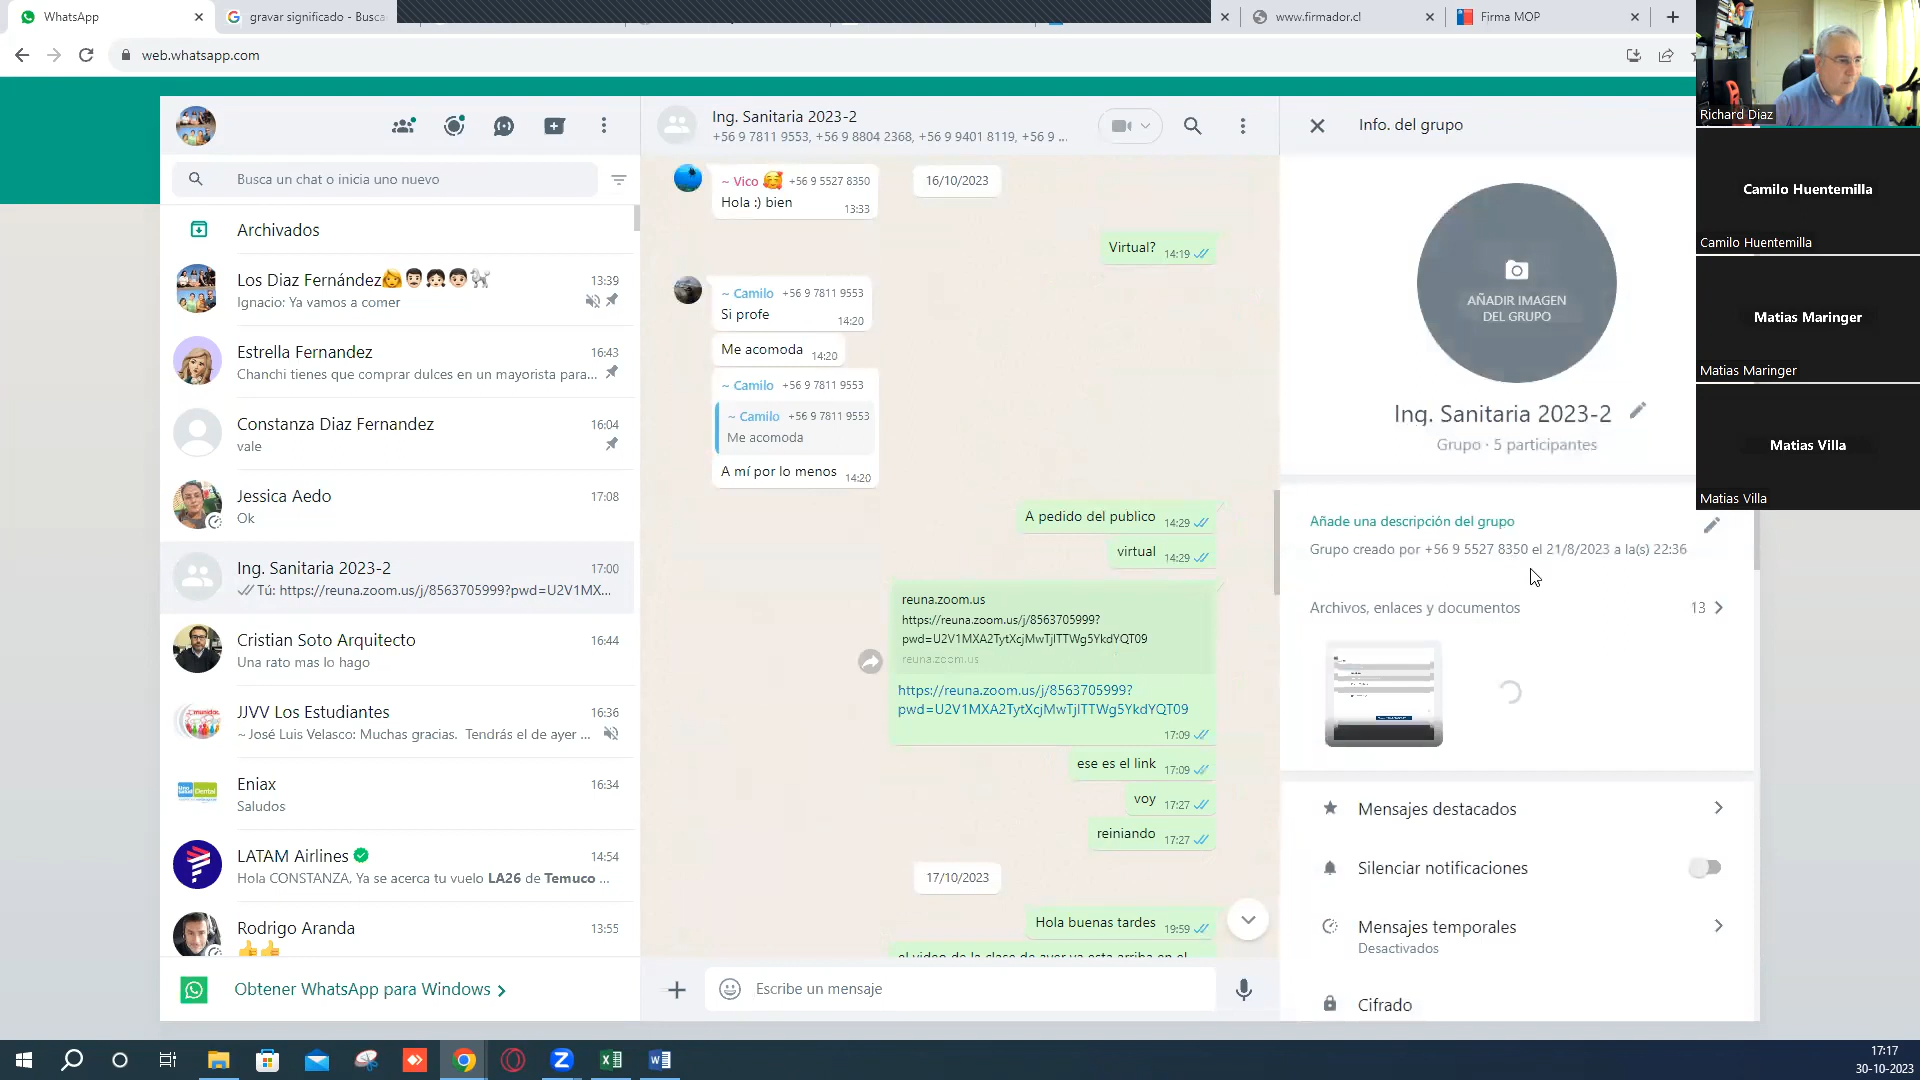 WhatsApp
gravar significado - Busca
www.firmador.cl
Firma MOP
web.whatsapp.com
Richard Diaz
Camilo Huentemilla
Camilo Huentemilla
Matias Maringer
Matias Maringer
Matias Villa
Matias Villa
Busca un chat o inicia uno nuevo
Archivados
Los Diaz Fernández👩👨🏻👧🏻👦🏻🐩
13:39
Ignacio: Ya vamos a comer
Estrella Fernandez
16:43
Chanchi tienes que comprar dulces en un mayorista para...
Constanza Diaz Fernandez
16:04
vale
Jessica Aedo
17:08
Ok
Ing. Sanitaria 2023-2
17:00
Tú: https://reuna.zoom.us/j/8563705999?pwd=U2V1MX...
Cristian Soto Arquitecto
16:44
Una rato mas lo hago
JJVV Los Estudiantes
16:36
~ José Luis Velasco: Muchas gracias. Tendrás el de ayer ...
Eniax
16:34
Saludos
LATAM Airlines
14:54
Hola CONSTANZA, Ya se acerca tu vuelo LA26 de Temuco ...
Rodrigo Aranda
13:55
👍👍
Obtener WhatsApp para Windows
Ing. Sanitaria 2023-2
+56 9 7811 9553, +56 9 8804 2368, +56 9 9401 8119, +56 9 ...
16/10/2023
~ Vico 🥰 +56 9 5527 8350
Hola :) bien
13:33
Virtual?
14:19
~ Camilo +56 9 7811 9553
Si profe
14:20
Me acomoda
14:20
~ Camilo +56 9 7811 9553
~ Camilo +56 9 7811 9553
Me acomoda
A mí por lo menos
14:20
A pedido del publico
14:29
virtual
14:29
reuna.zoom.us
https://reuna.zoom.us/j/8563705999?
pwd=U2V1MXA2TytXcjMwTjlTTWg5YkdYQT09
reuna.zoom.us
https://reuna.zoom.us/j/8563705999?
pwd=U2V1MXA2TytXcjMwTjlTTWg5YkdYQT09
17:09
ese es el link
17:09
voy
17:27
reiniando
17:27
17/10/2023
Hola buenas tardes
19:59
el video de la clase de ayer ya esta arriba en el
Escribe un mensaje
Info. del grupo
AÑADIR IMAGEN
DEL GRUPO
Ing. Sanitaria 2023-2
Grupo · 5 participantes
Añade una descripción del grupo
Grupo creado por +56 9 5527 8350 el 21/8/2023 a la(s) 22:36
Archivos, enlaces y documentos
13
Mensajes destacados
Silenciar notificaciones
Mensajes temporales
Desactivados
Cifrado
17:17
30-10-2023